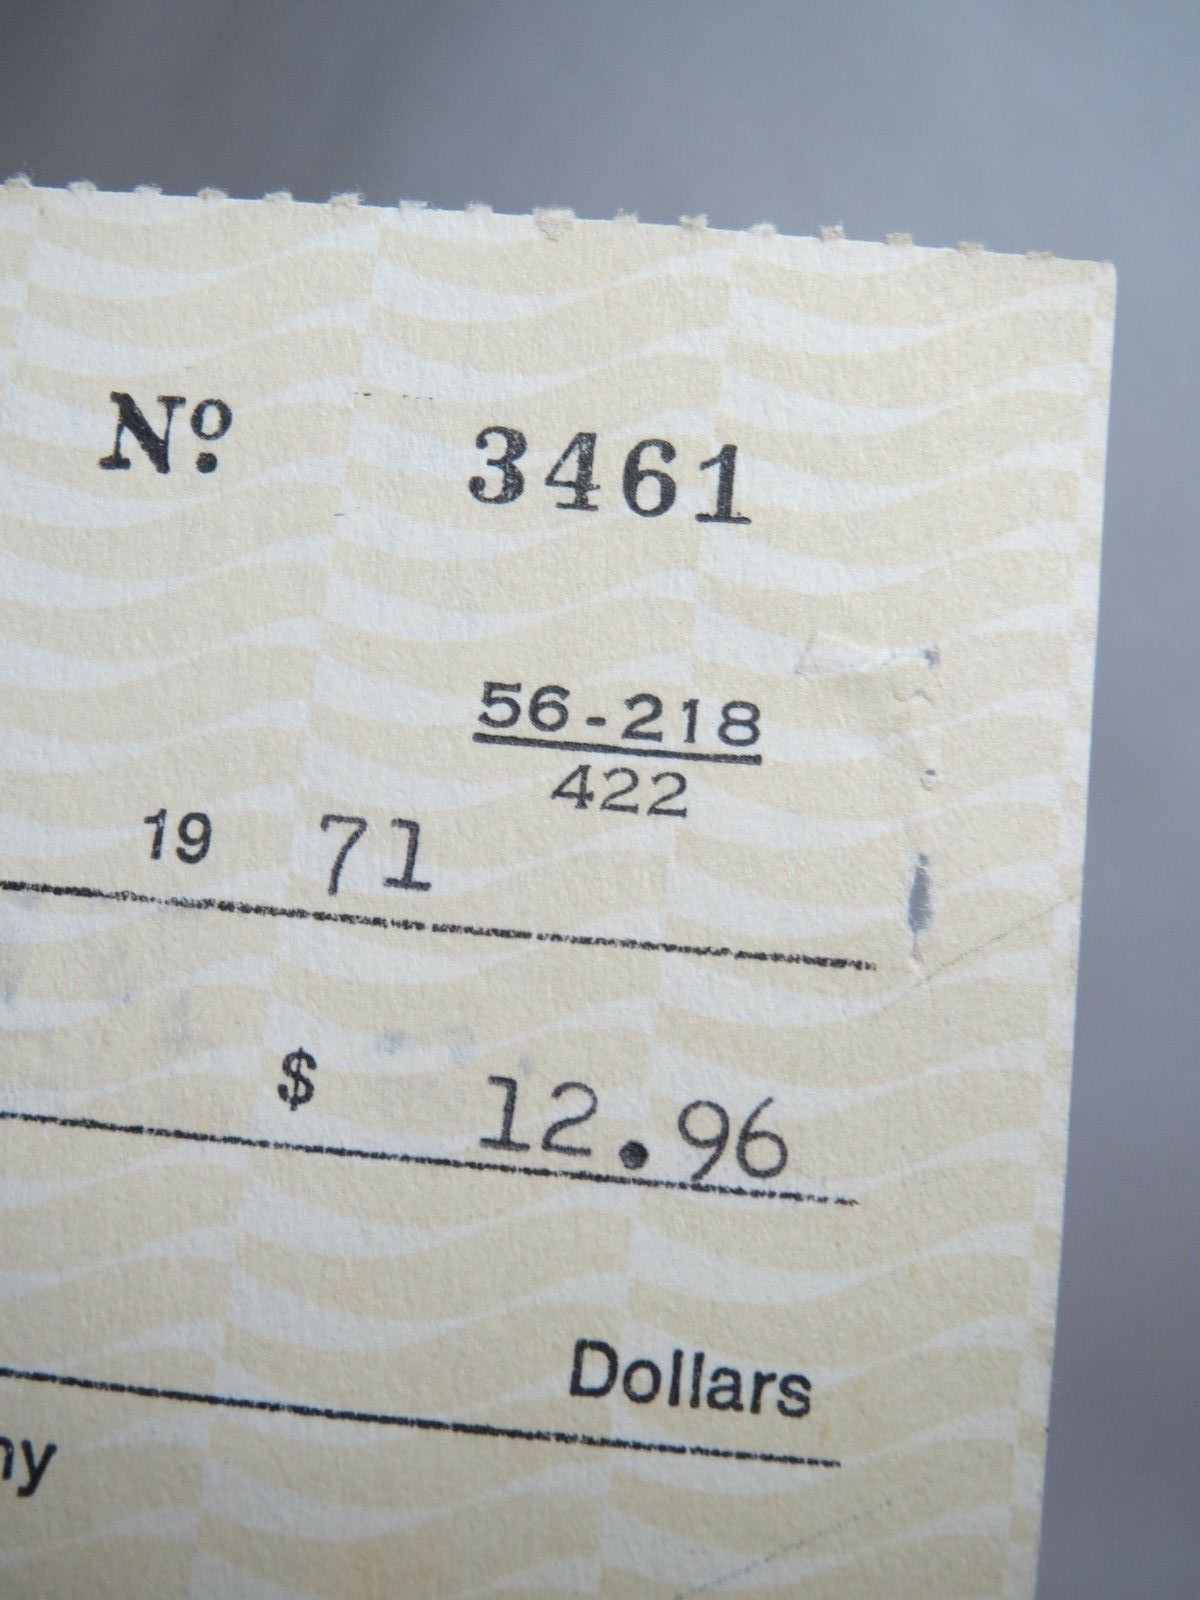 Nº 3461
56-218
422
19 71
$ 12.96
Dollars
ny